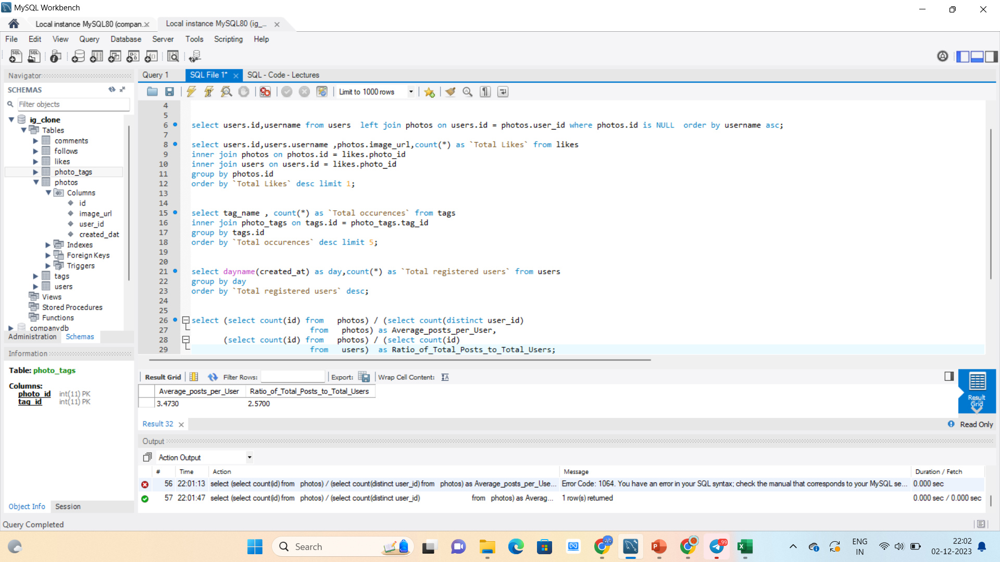 MySQL Workbench
Local instance MySQL80 (compan.
Local instance MySQL80 (ig_...
File Edit View Query Database Server Tools Scripting Help
Navigator
SCHEMAS
Filter objects
ig_clone
Tables
comments
follows
likes
photo_tags
photos
Columns
id
image_url
user_id
created_dat
Indexes
Foreign Keys
Triggers
tags
users
Views
Stored Procedures
Functions
companydb
Administration Schemas
Information
Table: photo_tags
Columns:
photo_id int(11) PK
tag_id int(11) PK
Object Info Session
Query 1 SQL File 1* SQL - Code - Lectures
Limit to 1000 rows
4
5
6 select users.id,username from users left join photos on users.id = photos.user_id where photos.id is NULL order by username asc;
7
8 select users.id,users.username ,photos.image_url,count(*) as `Total Likes` from likes
9 inner join photos on photos.id = likes.photo_id
10 inner join users on users.id = likes.photo_id
11 group by photos.id
12 order by `Total Likes` desc limit 1;
13
14
15 select tag_name , count(*) as `Total occurences` from tags
16 inner join photo_tags on tags.id = photo_tags.tag_id
17 group by tags.id
18 order by `Total occurences` desc limit 5;
19
20
21 select dayname(created_at) as day,count(*) as `Total registered users` from users
22 group by day
23 order by `Total registered users` desc;
24
25
26 select (select count(id) from photos) / (select count(distinct user_id)
27 from photos) as Average_posts_per_User,
28 (select count(id) from photos) / (select count(id)
29 from users) as Ratio_of_Total_Posts_to_Total_Users;
Result Grid Filter Rows: Export: Wrap Cell Content:
Average_posts_per_User Ratio_of_Total_Posts_to_Total_Users
3.4730 2.5700
Result Grid
Result 32
Read Only
Output
Action Output
# Time Action Message Duration / Fetch
56 22:01:13 select (select count(id) from photos) / (select count(distinct user_id) from photos) as Average_posts_per_Use... Error Code: 1064. You have an error in your SQL syntax; check the manual that corresponds to your MySQL se... 0.000 sec
57 22:01:47 select (select count(id) from photos) / (select count(distinct user_id) from photos) as Averag... 1 row(s) returned 0.000 sec / 0.000 sec
Query Completed
Search
99
ENG
IN
22:02
02-12-2023